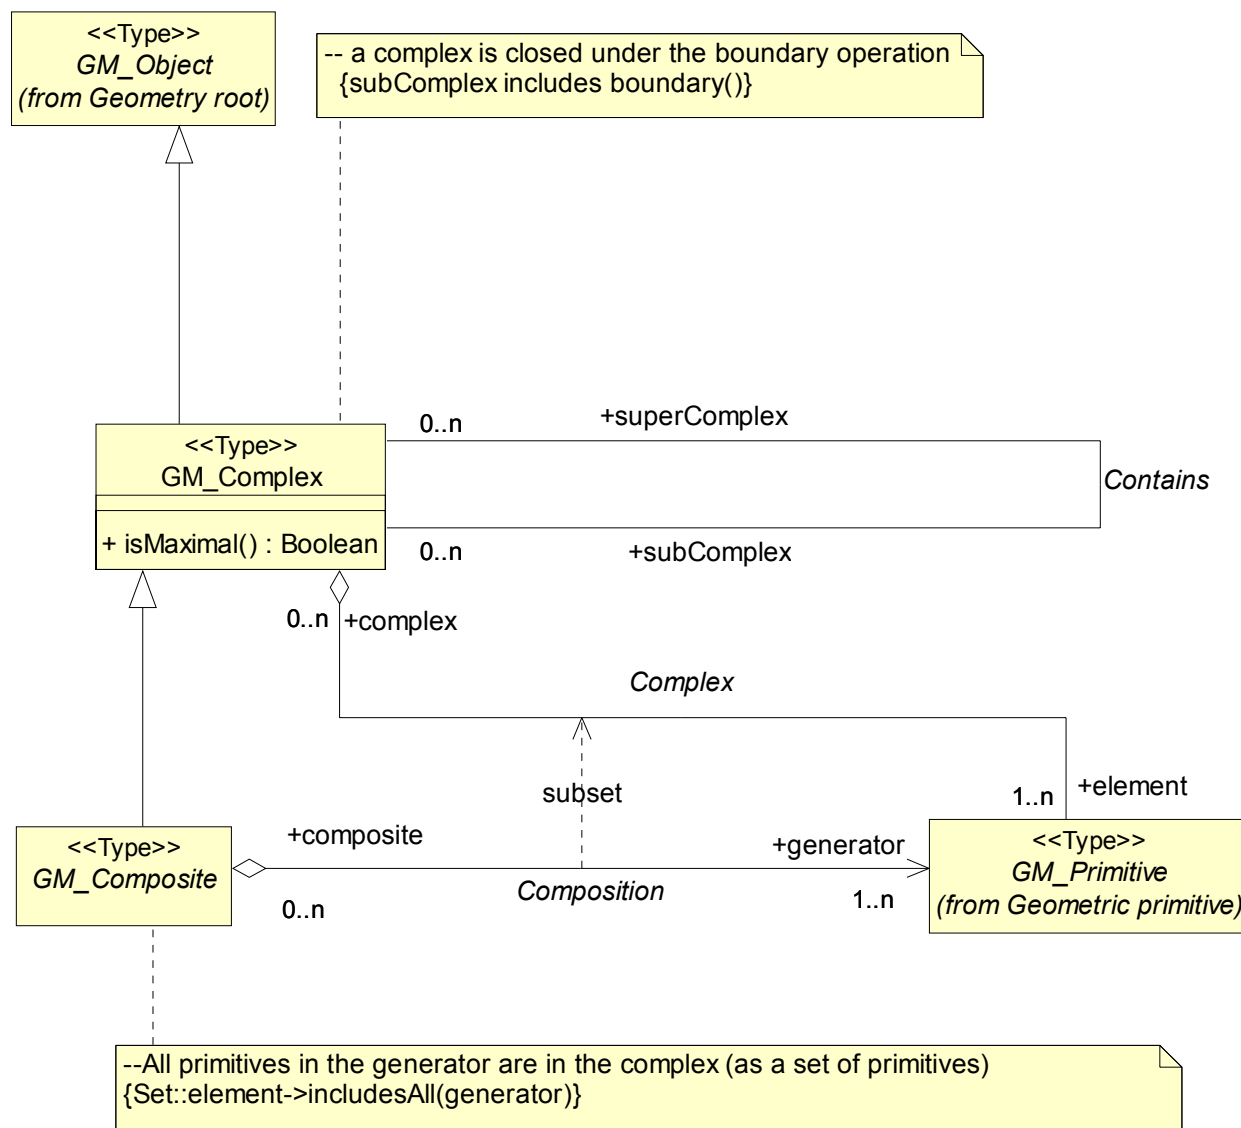 <<Type>>
GM_Object
(from Geometry root)
-- a complex is closed under the boundary operation
{subComplex includes boundary()}
0..n
+superComplex
<<Type>>
GM_Complex
Contains
+ isMaximal() : Boolean
0..n
+subComplex
0..n
+complex
Complex
subset
1..n
+element
<<Type>>
GM_Composite
+composite
+generator
0..n
Composition
1..n
<<Type>>
GM_Primitive
(from Geometric primitive)
--All primitives in the generator are in the complex (as a set of primitives)
{Set::element->includesAll(generator)}